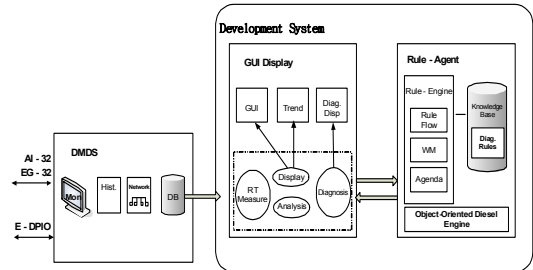 Development System
GUI Display
Rule - Agent
GUI
Trend
Diag.
Disp
Rule - Engine
Rule
Flow
WM
Agenda
Knowledge
Base
Diag.
Rules
Object-Oriented Diesel
Engine
DMDS
AI - 32
EG - 32
E - DPIO
Mon
Hist.
Network
DB
RT
Measure
Display
Analysis
Diagnosis